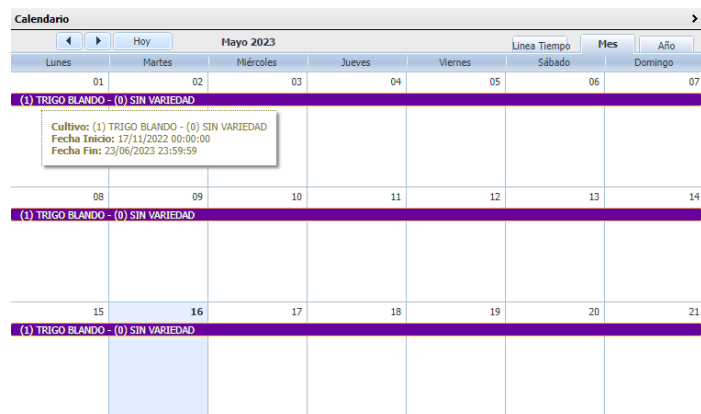 Calendario
Hoy Mayo 2023 Linea Tiempo Mes Año
Lunes Martes Miércoles Jueves Viernes Sábado Domingo
01 02 03 04 05 06 07
(1) TRIGO BLANDO - (0) SIN VARIEDAD
Cultivo: (1) TRIGO BLANDO - (0) SIN VARIEDAD
Fecha Inicio: 17/11/2022 00:00:00
Fecha Fin: 23/06/2023 23:59:59
08 09 10 11 12 13 14
(1) TRIGO BLANDO - (0) SIN VARIEDAD
15 16 17 18 19 20 21
(1) TRIGO BLANDO - (0) SIN VARIEDAD